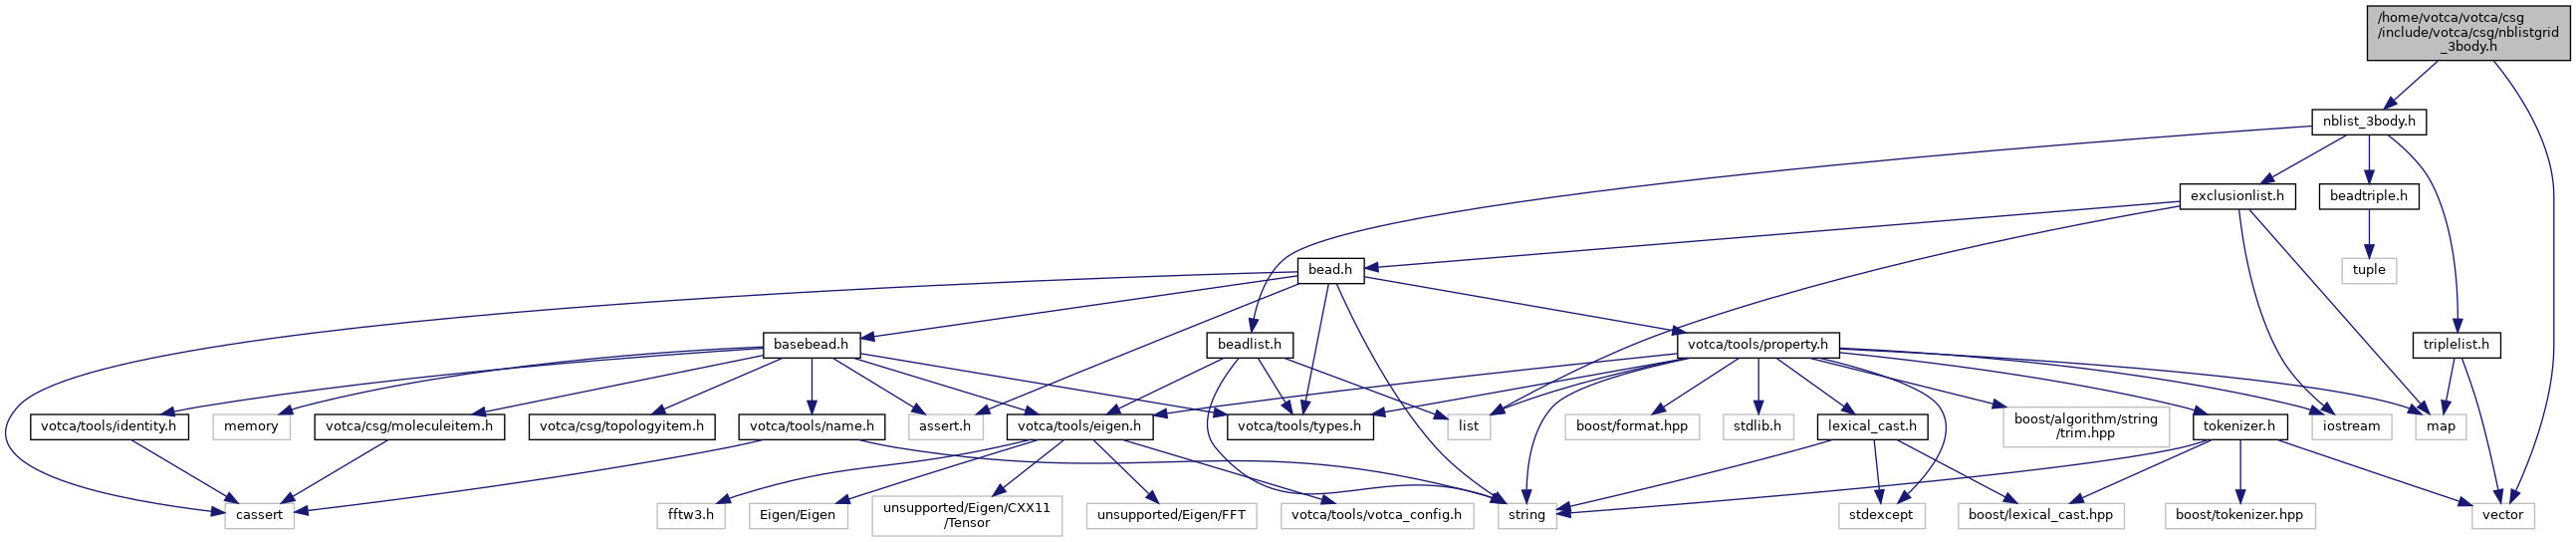 /home/votca/votca/csg
/include/votca/csg/nblistgrid
_3body.h
nblist_3body.h
exclusionlist.h
beadtriple.h
bead.h
tuple
basebead.h
beadlist.h
votca/tools/property.h
triplelist.h
votca/tools/identity.h
memory
votca/csg/moleculeitem.h
votca/csg/topologyitem.h
votca/tools/name.h
assert.h
votca/tools/eigen.h
votca/tools/types.h
list
boost/format.hpp
stdlib.h
lexical_cast.h
boost/algorithm/string
/trim.hpp
tokenizer.h
iostream
map
cassert
fftw3.h
Eigen/Eigen
unsupported/Eigen/CXX11
/Tensor
unsupported/Eigen/FFT
votca/tools/votca_config.h
string
stdexcept
boost/lexical_cast.hpp
boost/tokenizer.hpp
vector